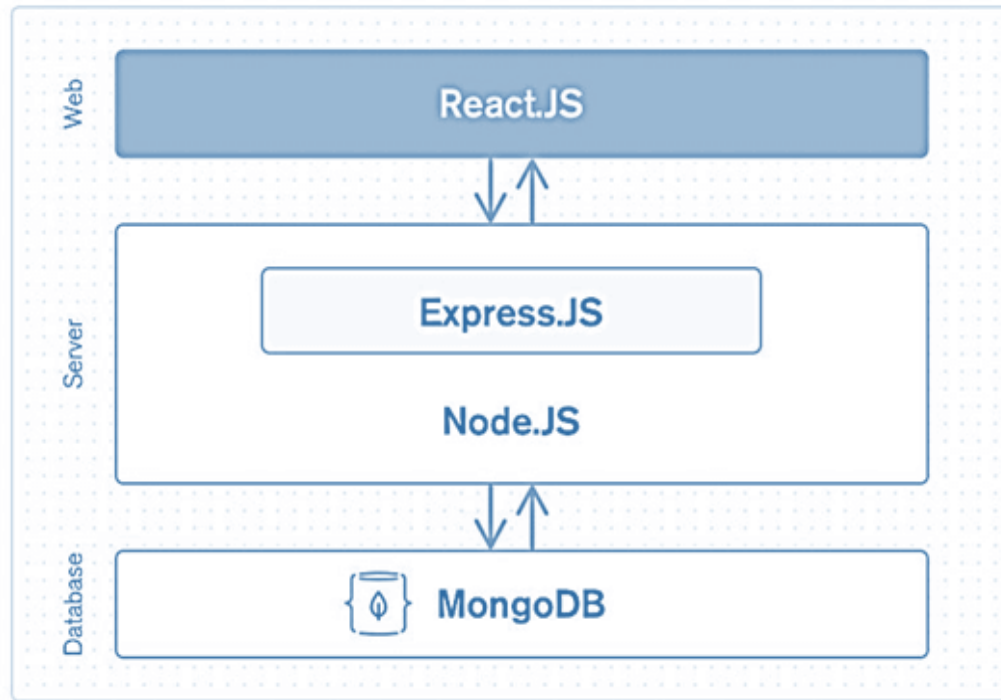 Web
React.JS
Server
Express.JS
Node.JS
Database
MongoDB